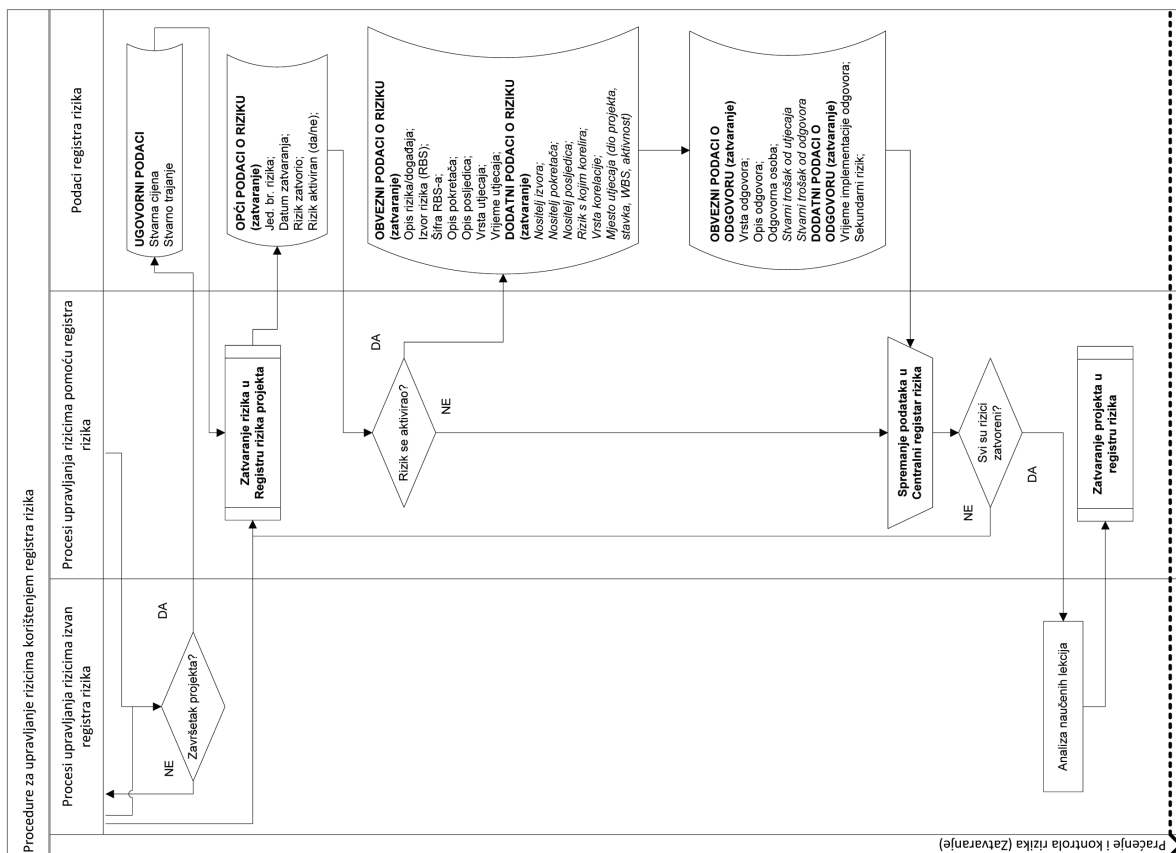 Procedure za upravljanje rizicima korištenjem registra rizika
Procesi upravljanja rizicima izvan
registra rizika
Procesi upravljanja rizicima pomoću registra
rizika
Podaci registra rizika
Praćenje i kontrola rizika (Zatvaranje)
Završetak projekta?
NE
DA
UGOVORNI PODACI
Stvarna cijena
Stvarno trajanje
Zatvaranje rizika u
Registru rizika projekta
OPĆI PODACI O RIZIKU
(zatvaranje)
Jed. br. rizika;
Datum zatvaranja;
Rizik zatvorio;
Rizik aktiviran (da/ne);
Rizik se aktivirao?
DA
NE
OBVEZNI PODACI O RIZIKU
(zatvaranje)
Opis rizika/događaja;
Izvor rizika (RBS);
Šifra RBS-a;
Opis pokretača;
Opis posljedica;
Vrsta utjecaja;
Vrijeme utjecaja;
DODATNI PODACI O RIZIKU
(zatvaranje)
Nositelj izvora;
Nositelj pokretača;
Nositelj posljedica;
Rizik s kojim korelira;
Vrsta korelacije;
Mjesto utjecaja (dio projekta,
stavka, WBS, aktivnost)
OBVEZNI PODACI O
ODGOVORU (zatvaranje)
Vrsta odgovora;
Opis odgovora;
Odgovorna osoba;
Stvarni trošak od utjecaja
Stvarni trošak od odgovora
DODATNI PODACI O
ODGOVORU (zatvaranje)
Vrijeme implementacije odgovora;
Sekundarni rizik;
Spremanje podataka u
Centralni registar rizika
Svi su rizici
zatvoreni?
NE
DA
Analiza naučenih lekcija
Zatvaranje projekta u
registru rizika